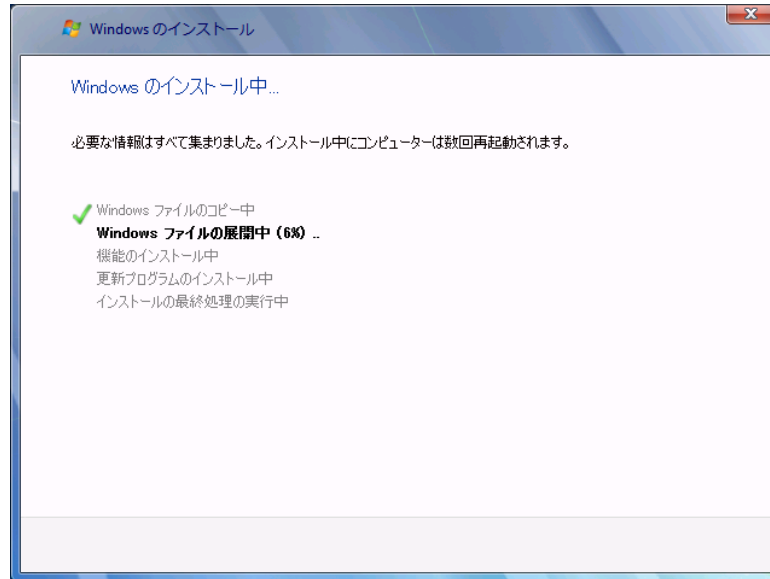 Windows のインストール
Windows のインストール中...
必要な情報はすべて集まりました。インストール中にコンピューターは数回再起動されます。
Windows ファイルのコピー中
Windows ファイルの展開中 (6%) ..
機能のインストール中
更新プログラムのインストール中
インストールの最終処理の実行中